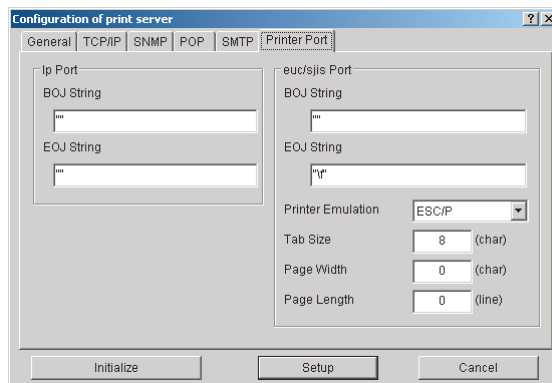 Configuration of print server
General TCP/IP SNMP POP SMTP Printer Port
lp Port
BOJ String
""
EOJ String
""
euc/sjis Port
BOJ String
""
EOJ String
"\f"
Printer Emulation ESC/P
Tab Size 8 (char)
Page Width 0 (char)
Page Length 0 (line)
Initialize Setup Cancel